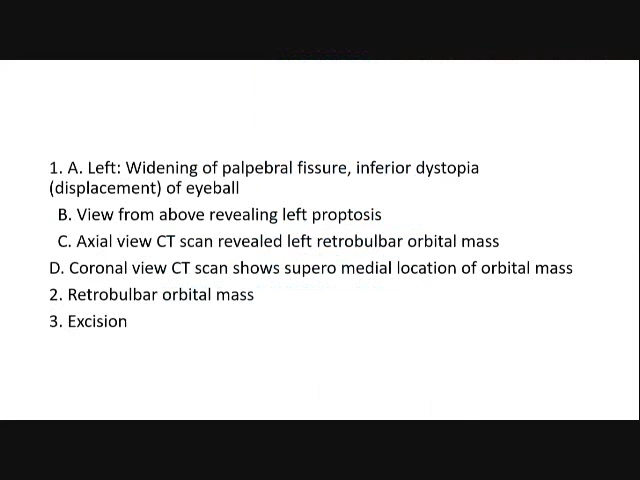 1. A. Left: Widening of palpebral fissure, inferior dystopia
(displacement) of eyeball
B. View from above revealing left proptosis
C. Axial view CT scan revealed left retrobulbar orbital mass
D. Coronal view CT scan shows supero medial location of orbital mass
2. Retrobulbar orbital mass
3. Excision